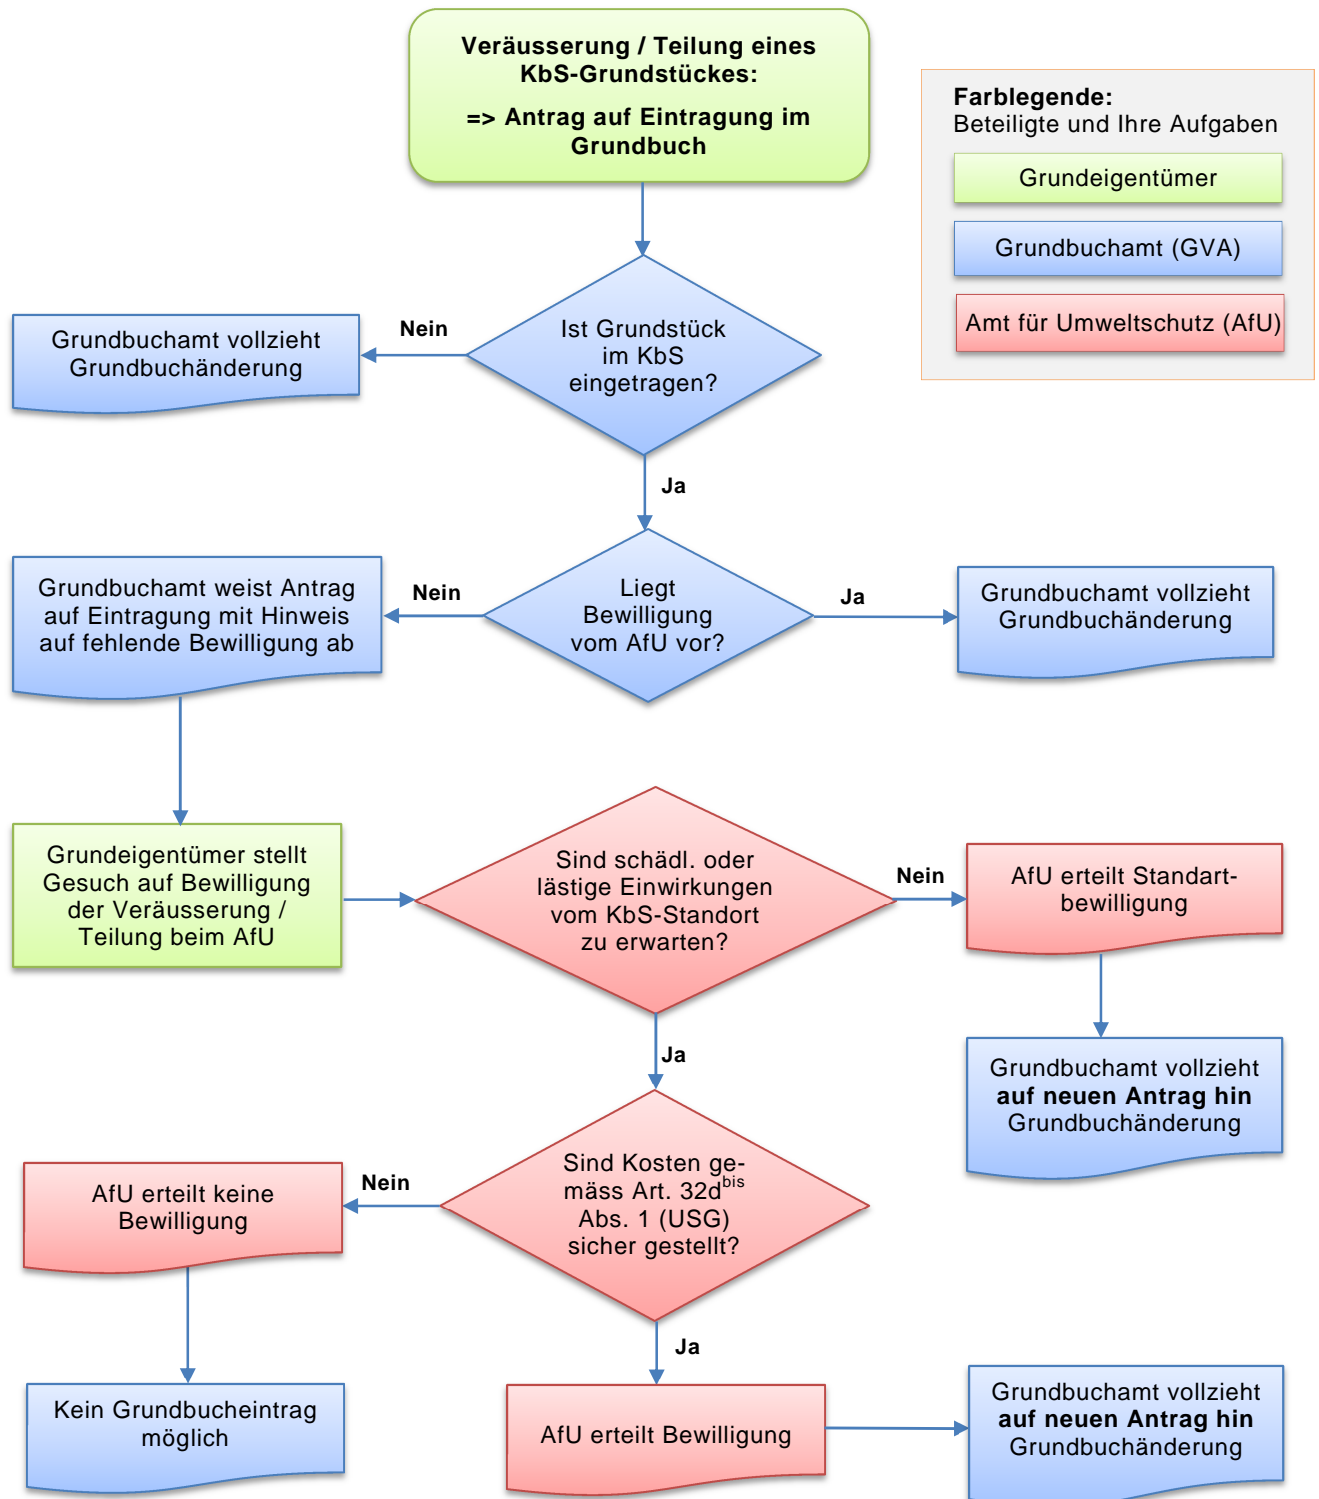 Veräusserung / Teilung eines
KbS-Grundstückes:
=> Antrag auf Eintragung im
Grundbuch
Farblegende:
Beteiligte und Ihre Aufgaben
Grundeigentümer
Grundbuchamt (GVA)
Amt für Umweltschutz (AfU)
Ist Grundstück
im KbS
eingetragen?
Nein
Grundbuchamt vollzieht
Grundbuchänderung
Ja
Liegt
Bewilligung
vom AfU vor?
Nein
Grundbuchamt weist Antrag
auf Eintragung mit Hinweis
auf fehlende Bewilligung ab
Ja
Grundbuchamt vollzieht
Grundbuchänderung
Grundeigentümer stellt
Gesuch auf Bewilligung
der Veräusserung /
Teilung beim AfU
Sind schädl. oder
lästige Einwirkungen
vom KbS-Standort
zu erwarten?
Nein
AfU erteilt Standart-
bewilligung
Grundbuchamt vollzieht
auf neuen Antrag hin
Grundbuchänderung
Ja
Sind Kosten ge-
mäss Art. 32d^bis
Abs. 1 (USG)
sicher gestellt?
Nein
AfU erteilt keine
Bewilligung
Kein Grundbucheintrag
möglich
Ja
AfU erteilt Bewilligung
Grundbuchamt vollzieht
auf neuen Antrag hin
Grundbuchänderung